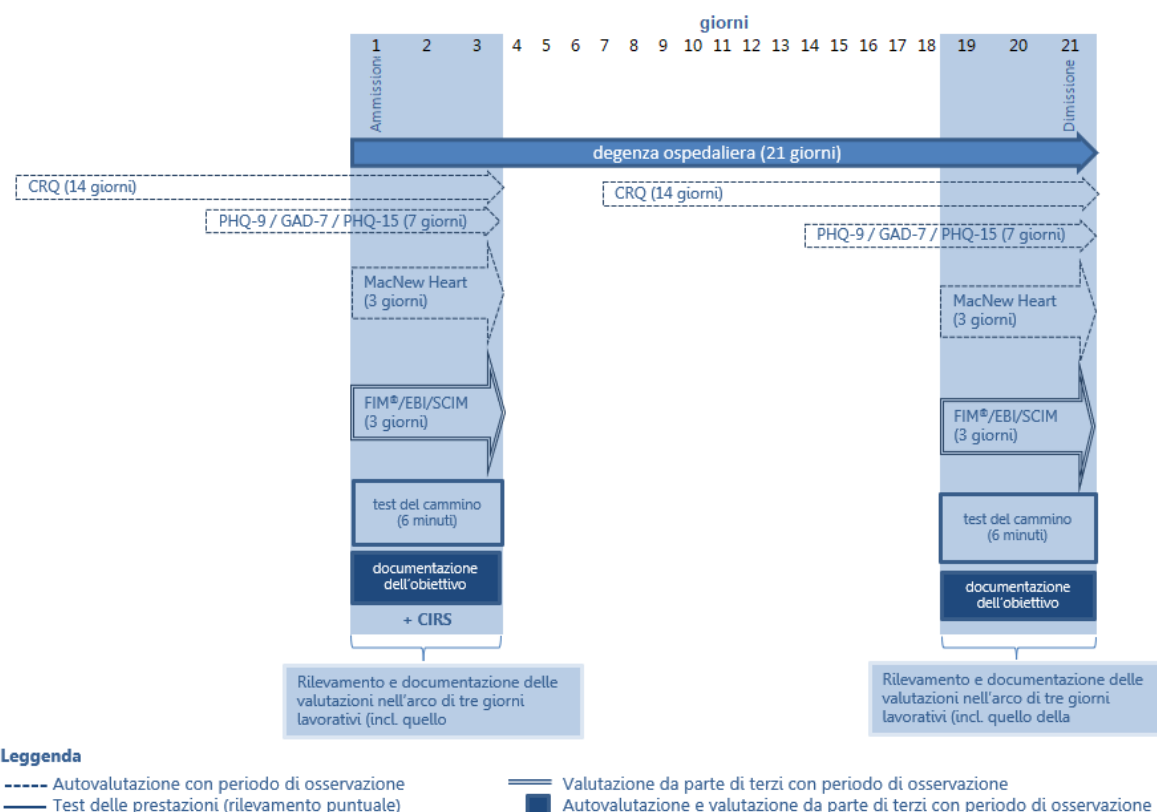 giorni
1 2 3 4 5 6 7 8 9 10 11 12 13 14 15 16 17 18 19 20 21
Ammissioni
Dimissione
degenza ospedaliera (21 giorni)
CRQ (14 giorni)
CRQ (14 giorni)
PHQ-9 / GAD-7 / PHQ-15 (7 giorni)
PHQ-9 / GAD-7 / PHQ-15 (7 giorni)
MacNew Heart
(3 giorni)
MacNew Heart
(3 giorni)
FIM®/EBI/SCIM
(3 giorni)
FIM®/EBI/SCIM
(3 giorni)
test del cammino
(6 minuti)
test del cammino
(6 minuti)
documentazione
dell'obiettivo
documentazione
dell'obiettivo
+ CIRS
Rilevamento e documentazione delle
valutazioni nell'arco di tre giorni
lavorativi (incl. quello
Rilevamento e documentazione delle
valutazioni nell'arco di tre giorni
lavorativi (incl. quello della
Leggenda
Autovalutazione con periodo di osservazione
Valutazione da parte di terzi con periodo di osservazione
Test delle prestazioni (rilevamento puntuale)
Autovalutazione e valutazione da parte di terzi con periodo di osservazione